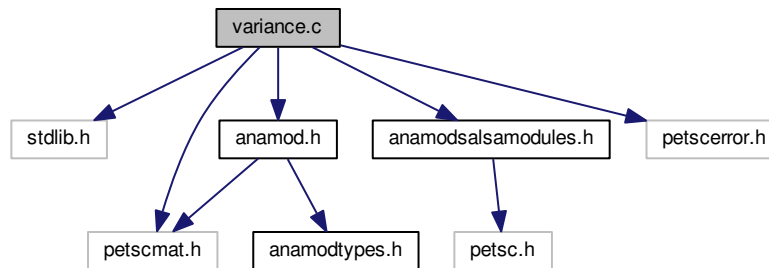 variance.c
stdlib.h
anamod.h
anamodsalsamodules.h
petscerror.h
petscmat.h
anamodtypes.h
petsc.h